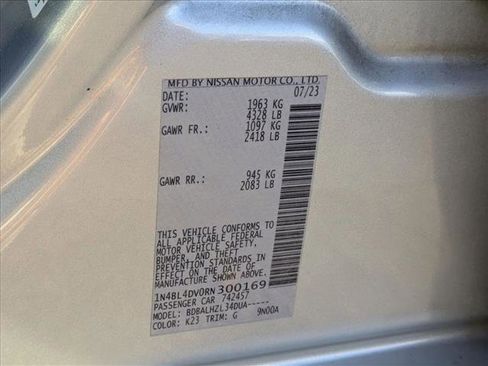 MFD BY NISSAN MOTOR CO., LTD.
DATE: 07/23
GVWR: 1963 KG
4328 LB
GAWR FR.: 1097 KG
2418 LB
GAWR RR.: 945 KG
2083 LB
THIS VEHICLE CONFORMS TO
ALL APPLICABLE FEDERAL
MOTOR VEHICLE SAFETY,
BUMPER, AND THEFT
PREVENTION STANDARDS IN
EFFECT ON THE DATE OF
MANUFACTURE SHOWN ABOVE.
1N4BL4DV0RN300169
PASSENGER CAR 742457
MODEL: BDBALHZL34DUA-----
COLOR: K23 TRIM: G 9N00A